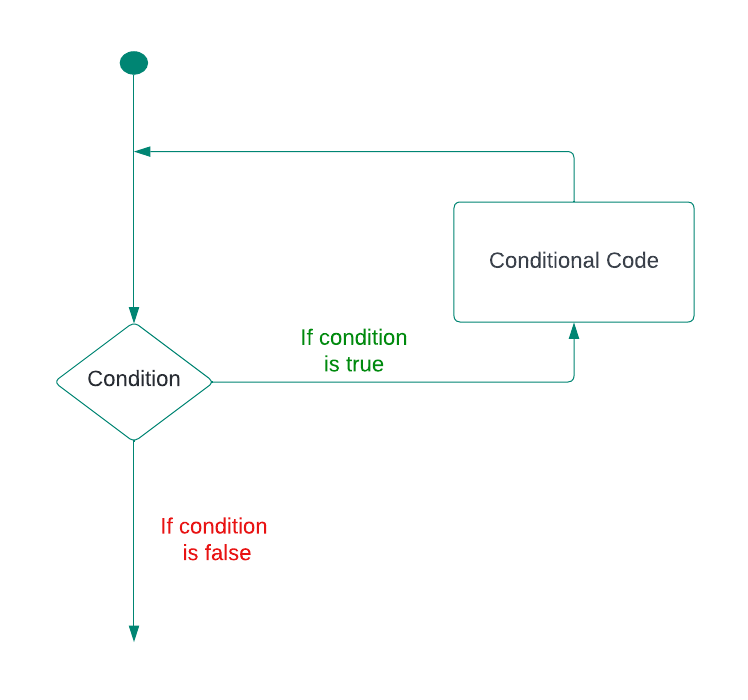 Conditional Code
If condition
is true
Condition
If condition
is false